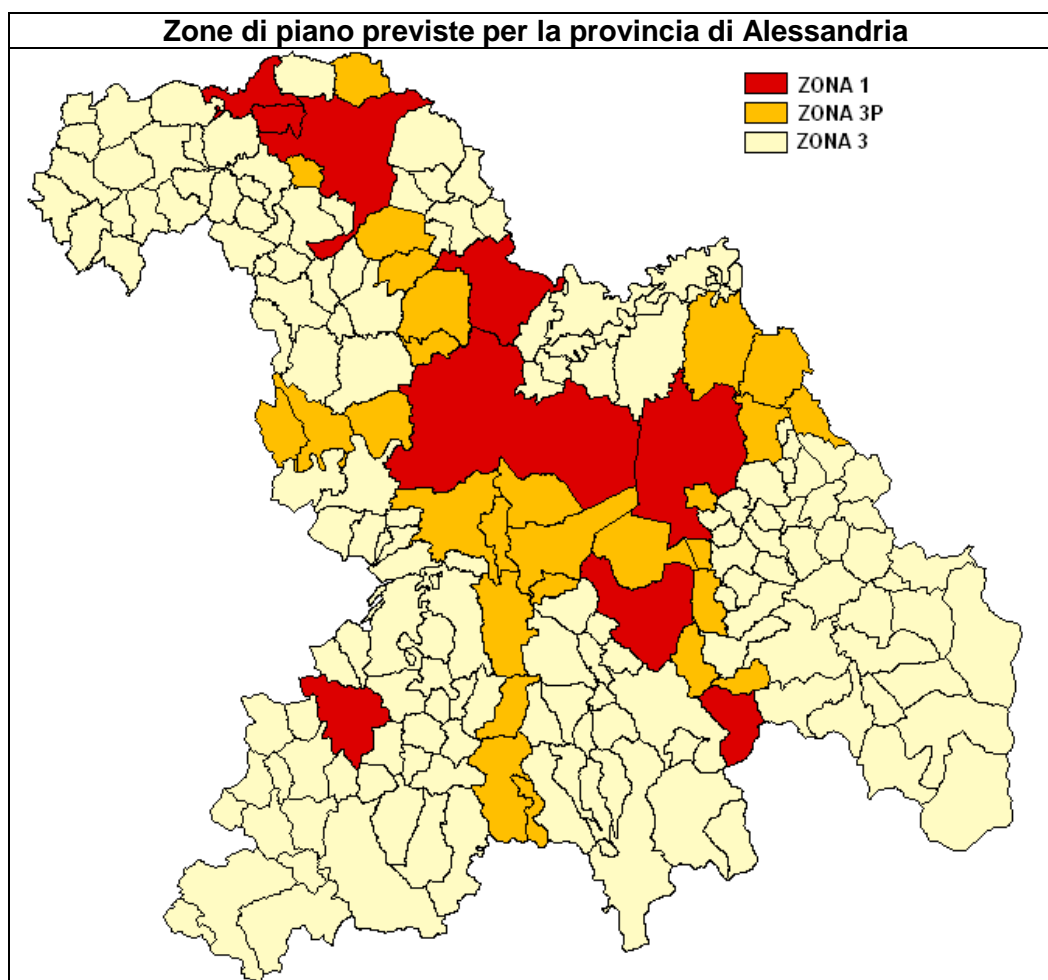 Zone di piano previste per la provincia di Alessandria
ZONA 1
ZONA 3P
ZONA 3